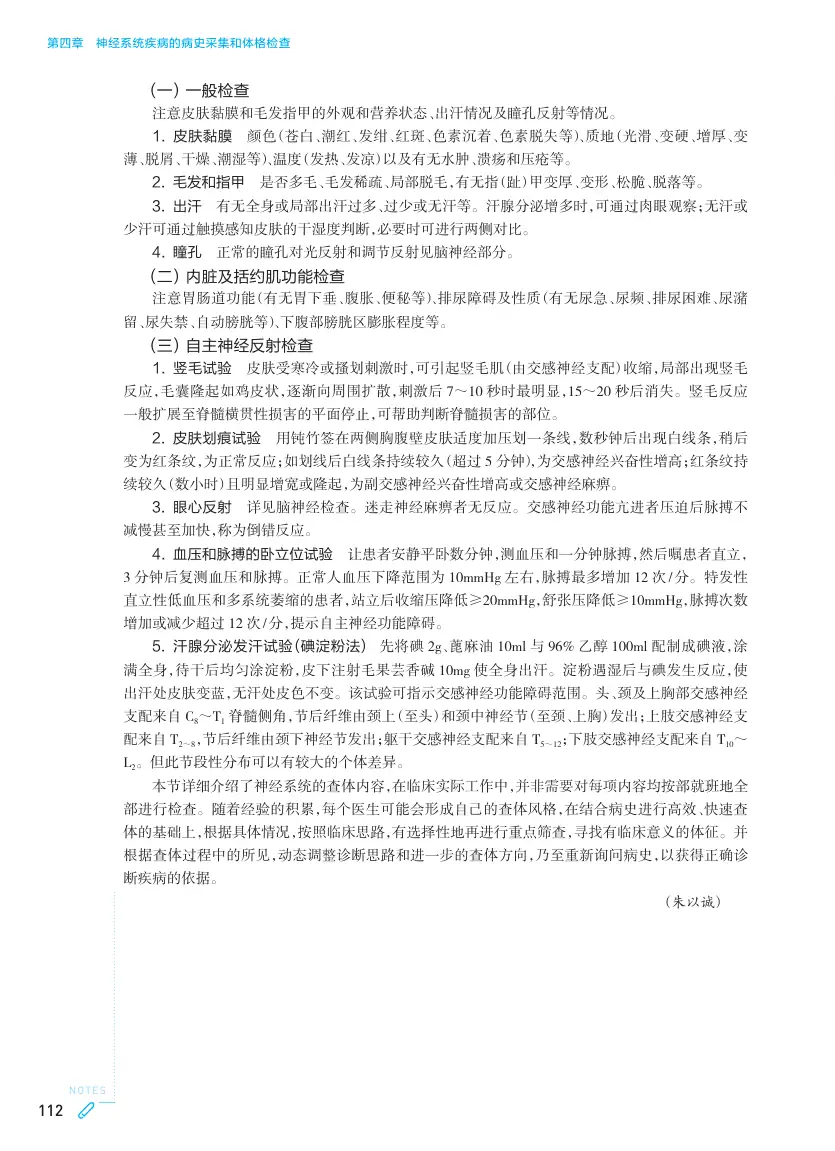 第四章　神经系统疾病的病史采集和体格检查
（一）一般检查
注意皮肤黏膜和毛发指甲的外观和营养状态、出汗情况及瞳孔反射等情况。
1. 皮肤黏膜　颜色（苍白、潮红、发绀、红斑、色素沉着、色素脱失等）、质地（光滑、变硬、增厚、变
薄、脱屑、干燥、潮湿等）、温度（发热、发凉）以及有无水肿、溃疡和压疮等。
2. 毛发和指甲　是否多毛、毛发稀疏、局部脱毛，有无指（趾）甲变厚、变形、松脆、脱落等。
3. 出汗　有无全身或局部出汗过多、过少或无汗等。汗腺分泌增多时，可通过肉眼观察；无汗或
少汗可通过触摸感知皮肤的干湿度判断，必要时可进行两侧对比。
4. 瞳孔　正常的瞳孔对光反射和调节反射见脑神经部分。
（二）内脏及括约肌功能检查
注意胃肠道功能（有无胃下垂、腹胀、便秘等）、排尿障碍及性质（有无尿急、尿频、排尿困难、尿潴
留、尿失禁、自动膀胱等）、下腹部膀胱区膨胀程度等。
（三）自主神经反射检查
1. 竖毛试验　皮肤受寒冷或搔划刺激时，可引起竖毛肌（由交感神经支配）收缩，局部出现竖毛
反应，毛囊隆起如鸡皮状，逐渐向周围扩散，刺激后 7～10 秒时最明显，15～20 秒后消失。竖毛反应
一般扩展至脊髓横贯性损害的平面停止，可帮助判断脊髓损害的部位。
2. 皮肤划痕试验　用钝竹签在两侧胸腹壁皮肤适度加压划一条线，数秒钟后出现白线条，稍后
变为红条纹，为正常反应；如划线后白线条持续较久（超过 5 分钟），为交感神经兴奋性增高；红条纹持
续较久（数小时）且明显增宽或隆起，为副交感神经兴奋性增高或交感神经麻痹。
3. 眼心反射　详见脑神经检查。迷走神经麻痹者无反应。交感神经功能亢进者压迫后脉搏不
减慢甚至加快，称为倒错反应。
4. 血压和脉搏的卧立位试验　让患者安静平卧数分钟，测血压和一分钟脉搏，然后嘱患者直立，
3 分钟后复测血压和脉搏。正常人血压下降范围为 10mmHg 左右，脉搏最多增加 12 次/分。特发性
直立性低血压和多系统萎缩的患者，站立后收缩压降低≥20mmHg，舒张压降低≥10mmHg，脉搏次数
增加或减少超过 12 次/分，提示自主神经功能障碍。
5. 汗腺分泌发汗试验（碘淀粉法）　先将碘 2g、蓖麻油 10ml 与 96% 乙醇 100ml 配制成碘液，涂
满全身，待干后均匀涂淀粉，皮下注射毛果芸香碱 10mg 使全身出汗。淀粉遇湿后与碘发生反应，使
出汗处皮肤变蓝，无汗处皮色不变。该试验可指示交感神经功能障碍范围。头、颈及上胸部交感神经
支配来自 C8～T1 脊髓侧角，节后纤维由颈上（至头）和颈中神经节（至颈、上胸）发出；上肢交感神经支
配来自 T2～8，节后纤维由颈下神经节发出；躯干交感神经支配来自 T5～12；下肢交感神经支配来自 T10～
L2。但此节段性分布可以有较大的个体差异。
本节详细介绍了神经系统的查体内容，在临床实际工作中，并非需要对每项内容均按部就班地全
部进行检查。随着经验的积累，每个医生可能会形成自己的查体风格，在结合病史进行高效、快速查
体的基础上，根据具体情况，按照临床思路，有选择性地再进行重点筛查，寻找有临床意义的体征。并
根据查体过程中的所见，动态调整诊断思路和进一步的查体方向，乃至重新询问病史，以获得正确诊
断疾病的依据。
（朱以诚）
NOTES
112